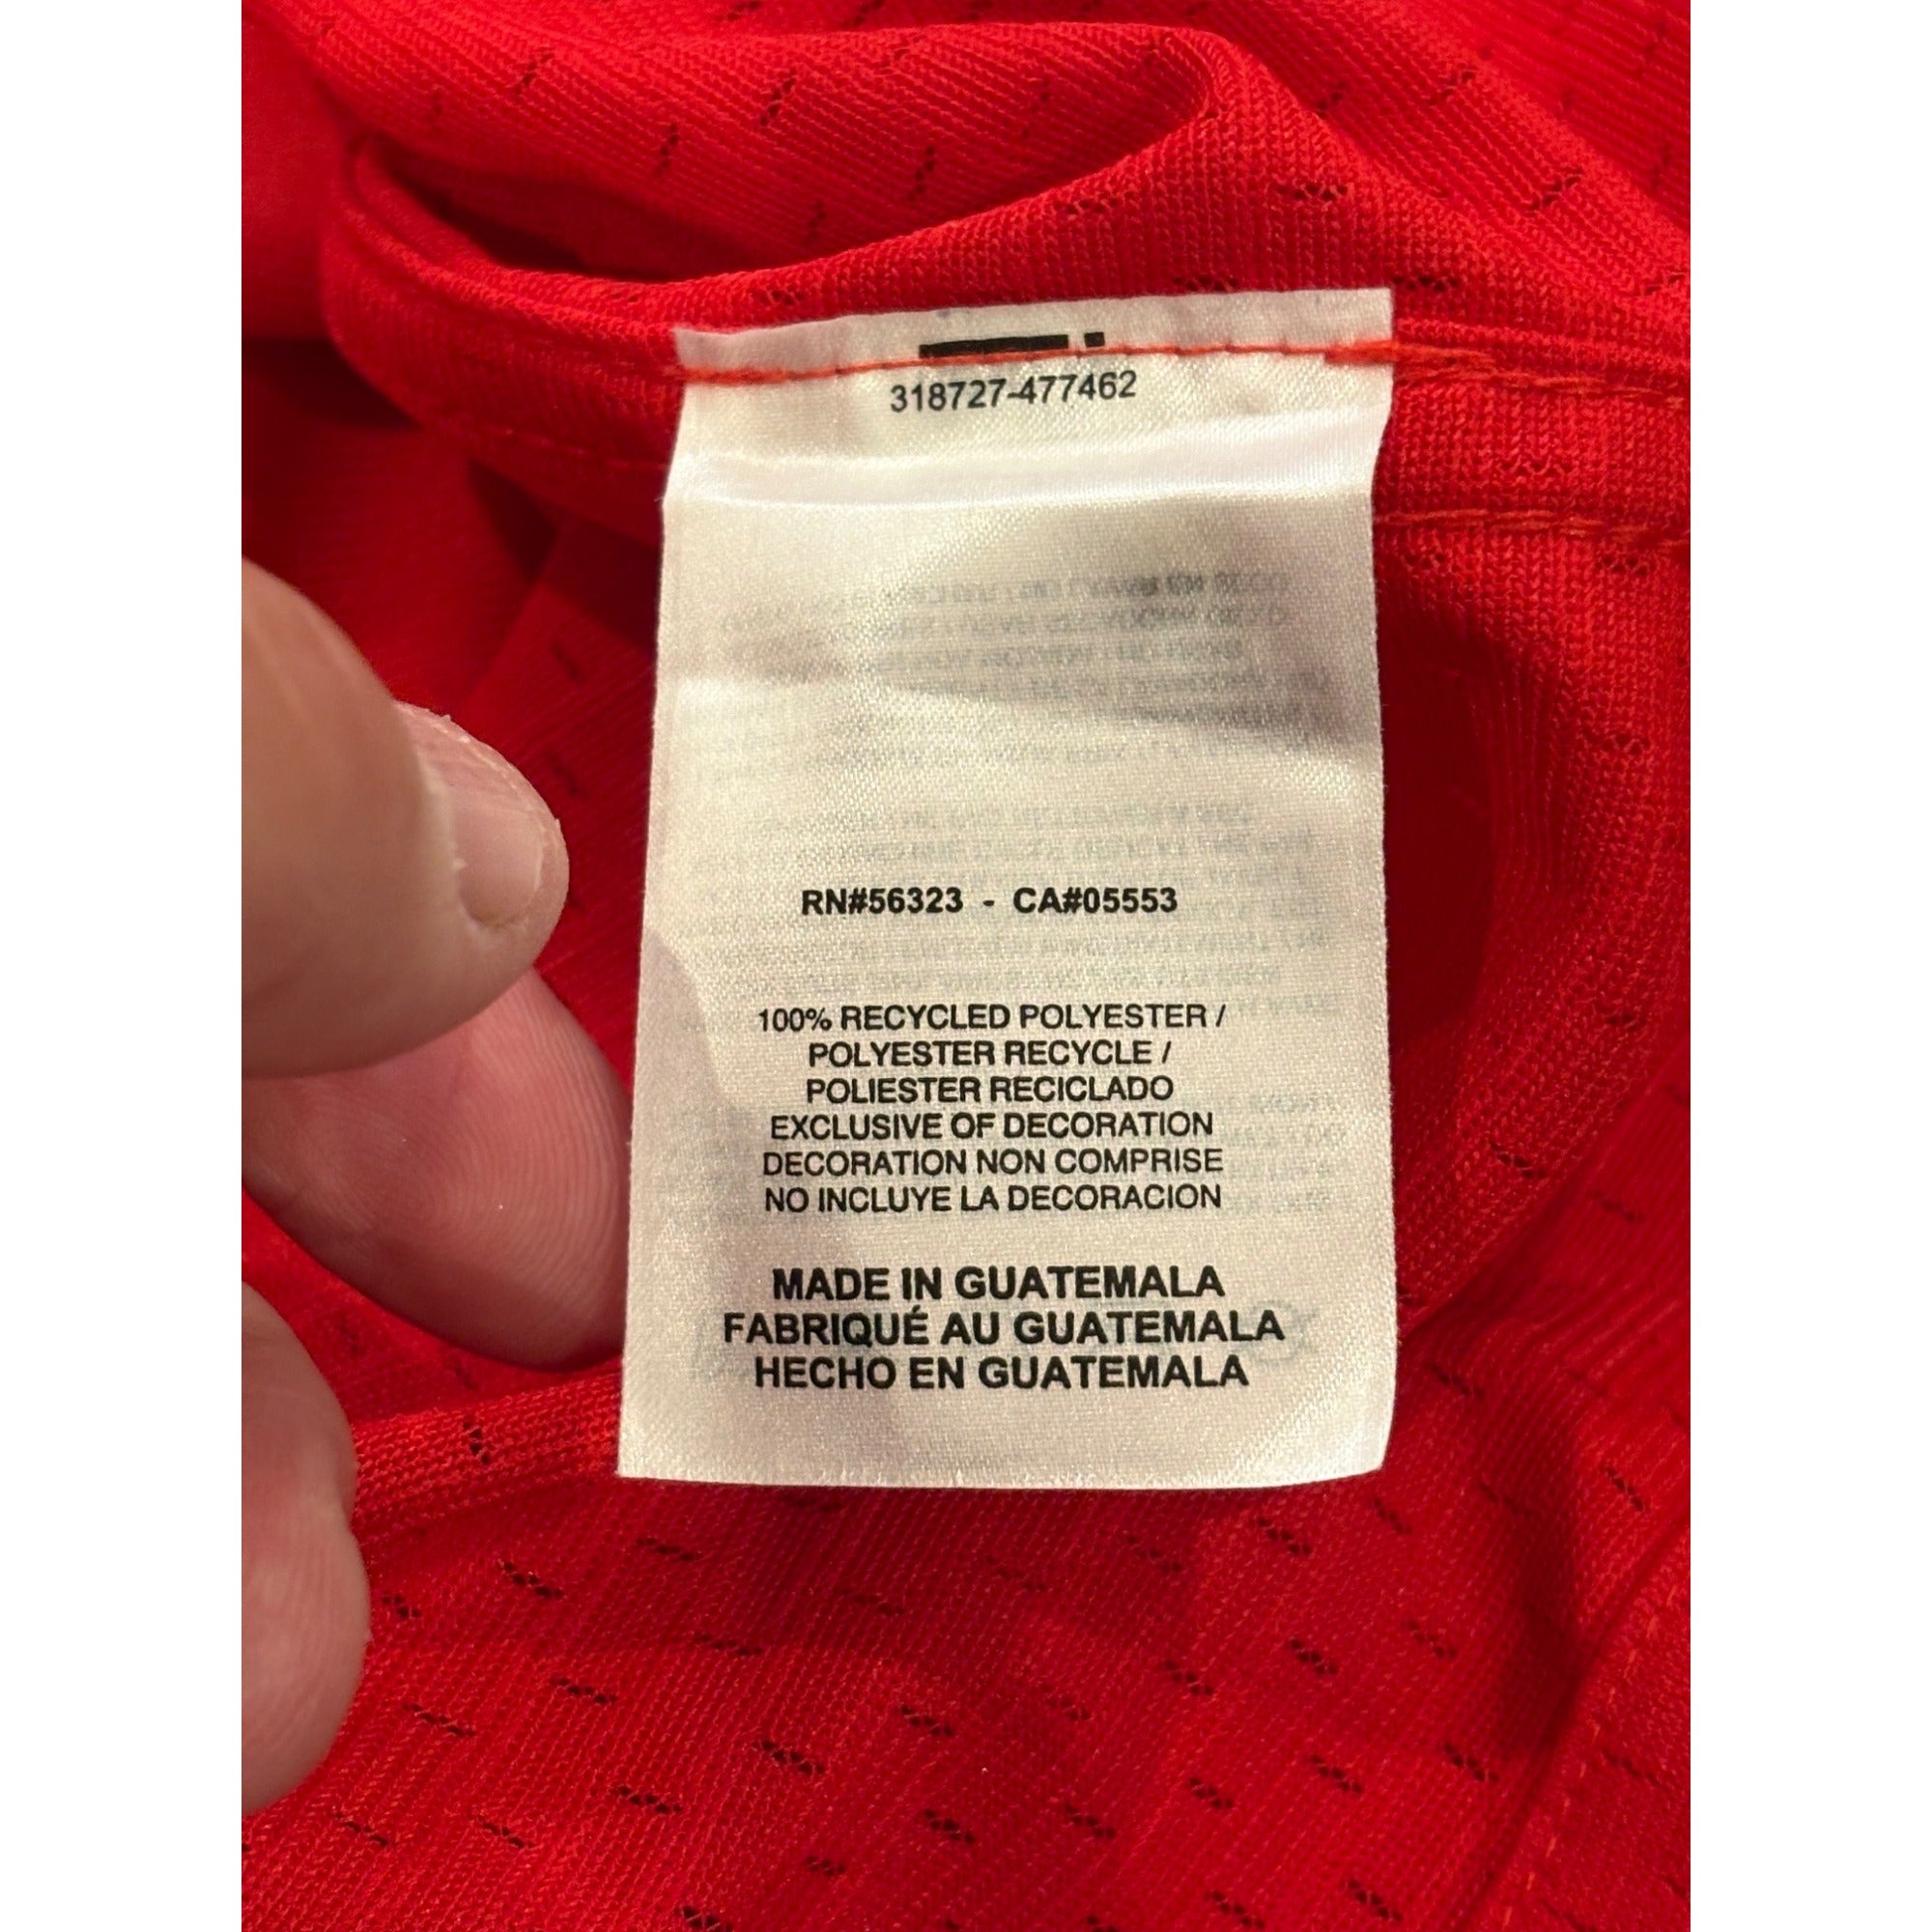 318727-477462
RN#56323 - CA#05553
100% RECYCLED POLYESTER /
POLYESTER RECYCLE /
POLIESTER RECICLADO
EXCLUSIVE OF DECORATION
DECORATION NON COMPRISE
NO INCLUYE LA DECORACION
MADE IN GUATEMALA
FABRIQUÉ AU GUATEMALA
HECHO EN GUATEMALA